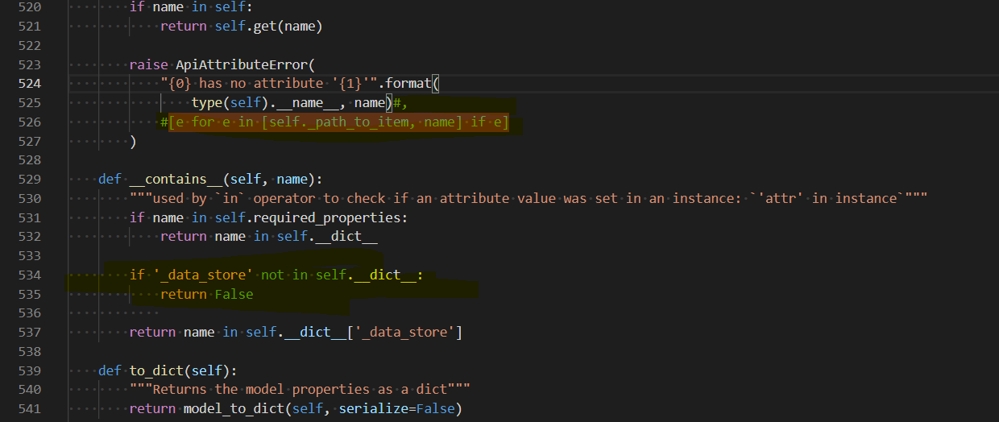 520 if name in self:
521 return self.get(name)
522
523 raise ApiAttributeError(
524 "{0} has no attribute '{1}'".format(
525 type(self).__name__, name)#,
526 #[e for e in [self._path_to_item, name] if e]
527 )
528
529 def __contains__(self, name):
530 """used by `in` operator to check if an attribute value was set in an instance: `'attr' in instance`"""
531 if name in self.required_properties:
532 return name in self.__dict__
533
534 if '_data_store' not in self.__dict__:
535 return False
536
537 return name in self.__dict__['_data_store']
538
539 def to_dict(self):
540 """Returns the model properties as a dict"""
541 return model_to_dict(self, serialize=False)